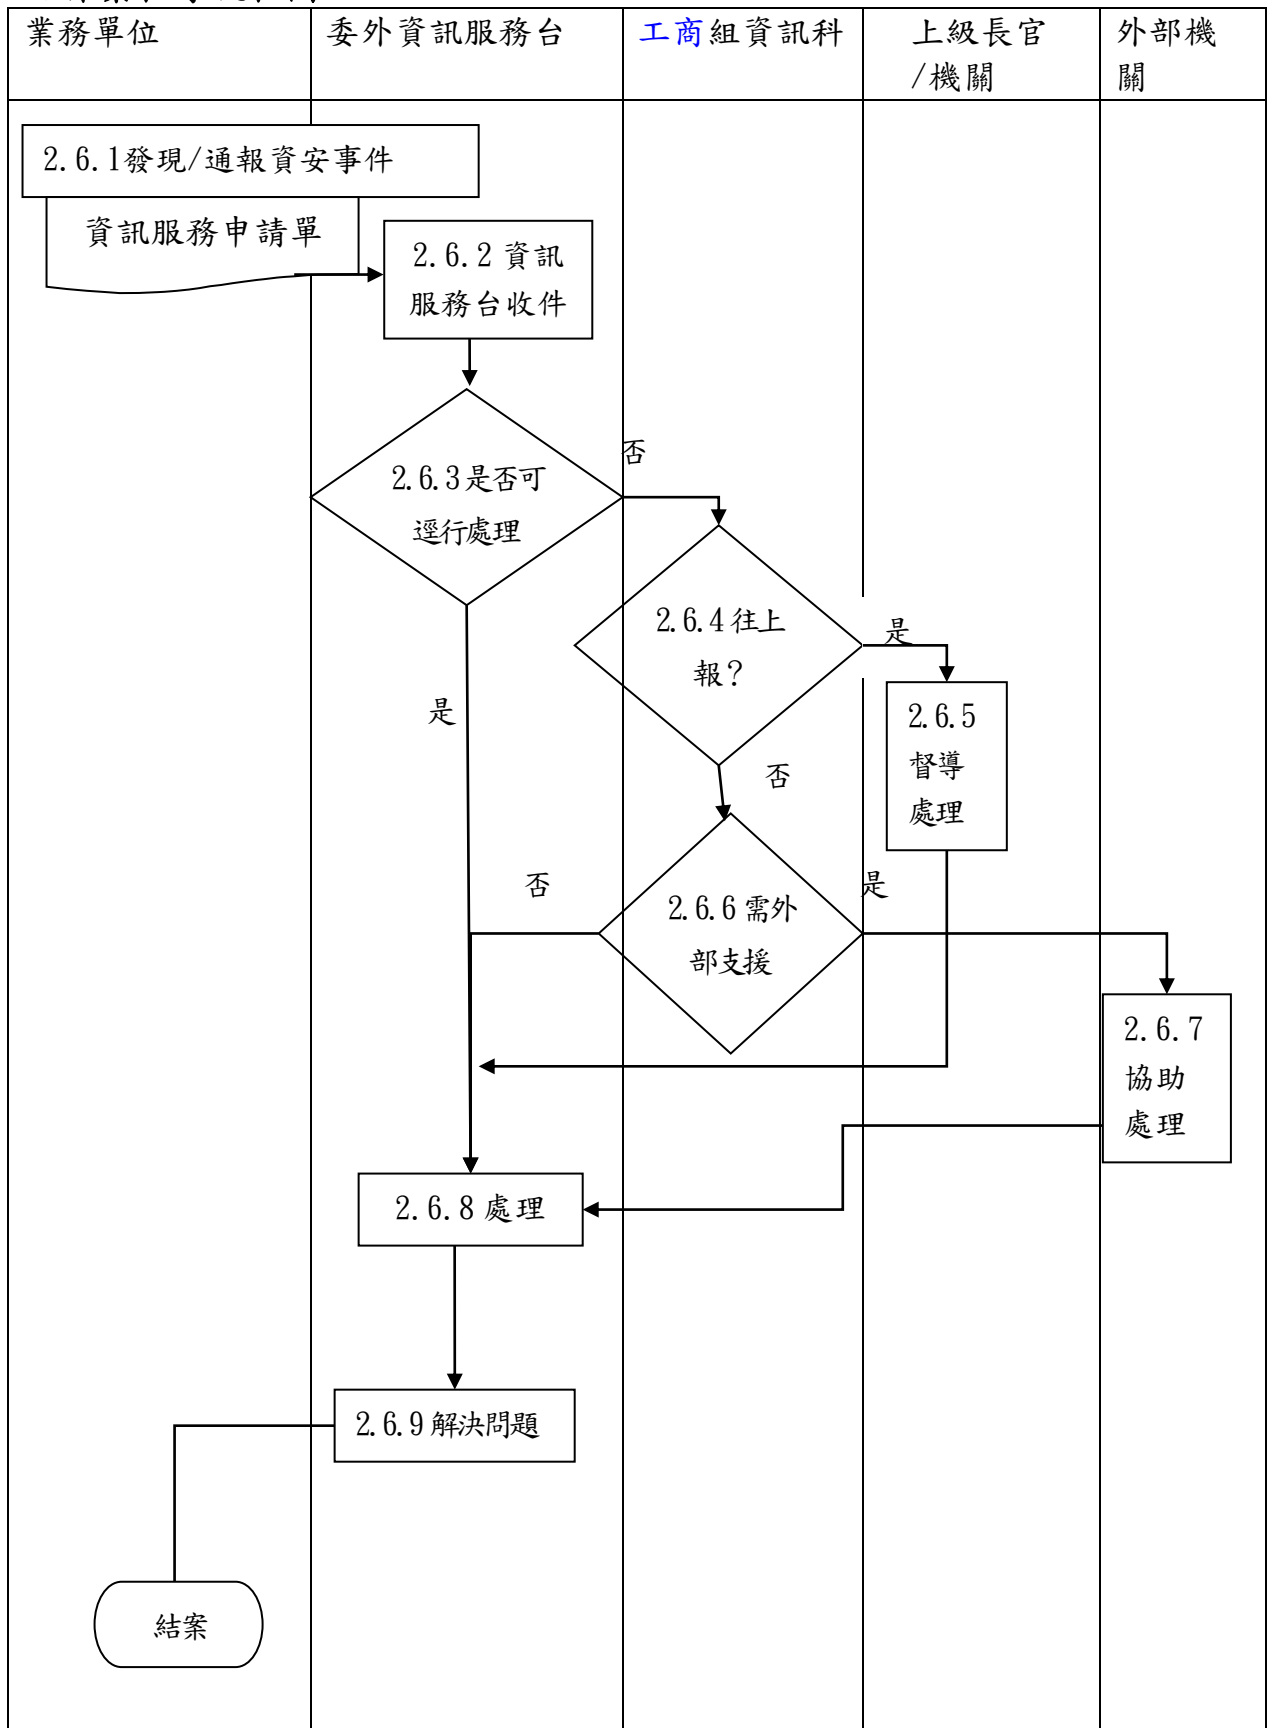 業務單位
委外資訊服務台
工商組資訊科
上級長官
/機關
外部機
關
2.6.1發現/通報資安事件
資訊服務申請單
2.6.2 資訊
服務台收件
否
2.6.3是否可
逕行處理
2.6.4往上
報?
是
是
2.6.5
督導
處理
否
否
2.6.6 需外
部支援
是
2.6.7
協助
處理
2.6.8 處理
2.6.9解決問題
結案